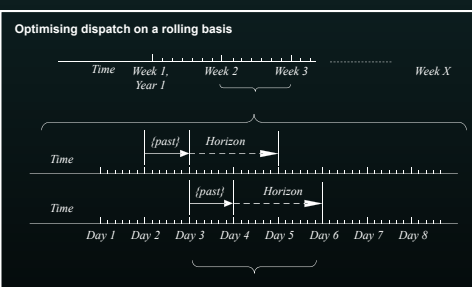 Optimising dispatch on a rolling basis
Time Week 1, Week 2 Week 3 Week X
Year 1
{past} Horizon
Time
{past} Horizon
Time
Day 1 Day 2 Day 3 Day 4 Day 5 Day 6 Day 7 Day 8